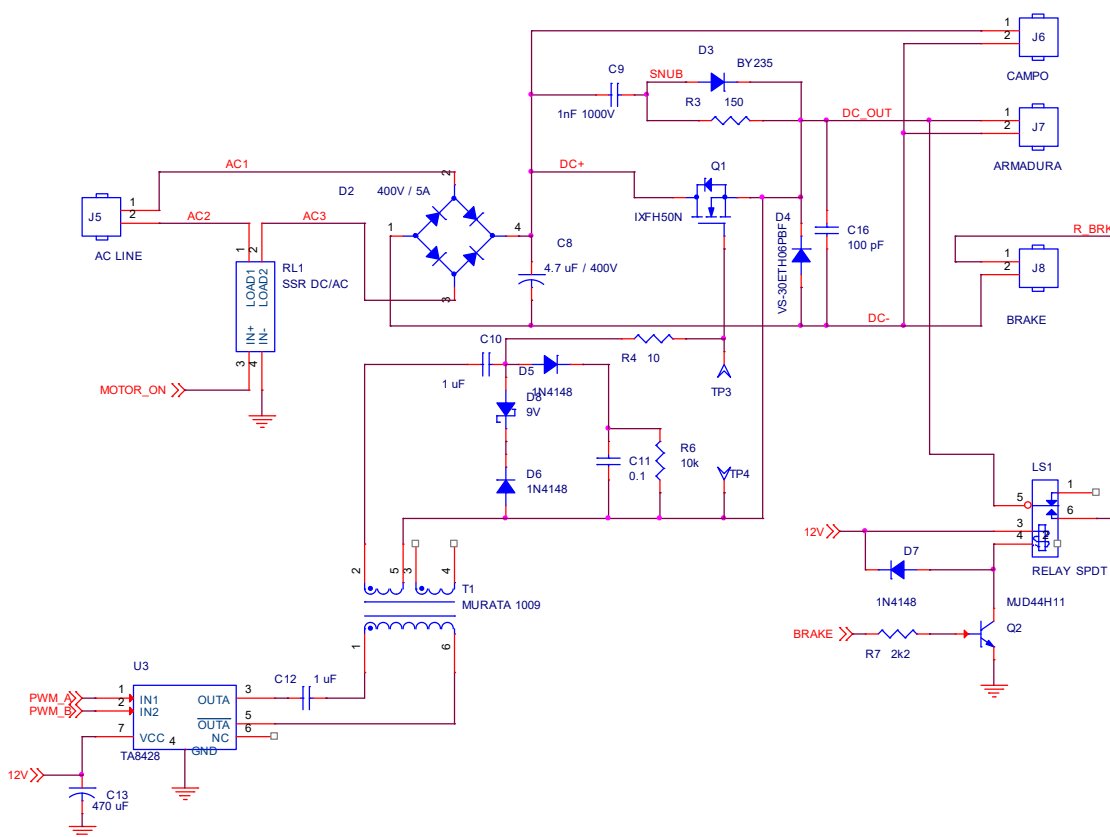 1
2
J6
CAMPO
D3
BY235
C9
SNUB
1nF 1000V
R3 150
DC_OUT
1
2
J7
ARMADURA
AC1
2
DC+
Q1
D2 400V / 5A
IXFH50N
J5
1
2
AC2
AC3
AC LINE
1
4
C8
4.7 uF / 400V
D4
VS-30ETH06PBF
C16
100 pF
R_BRK
1
2
J8
BRAKE
1
2
LOAD1
LOAD2
IN+
IN-
3
4
RL1
SSR DC/AC
3
DC-
MOTOR_ON
C10
1 uF
R4 10
D5
1N4148
TP3
D8
9V
C11
0.1
R6
10k
D6
1N4148
TP4
LS1
1
5
6
12V
3
4
2
RELAY SPDT
D7
1N4148
MJD44H11
Q2
BRAKE
R7 2k2
2
5
3
4
T1
MURATA 1009
1
6
U3
C12 1 uF
PWM_A
PWM_B
1
2
IN1
IN2
OUTA
3
OUTA
5
7
VCC
NC
6
4
GND
TA8428
12V
C13
470 uF